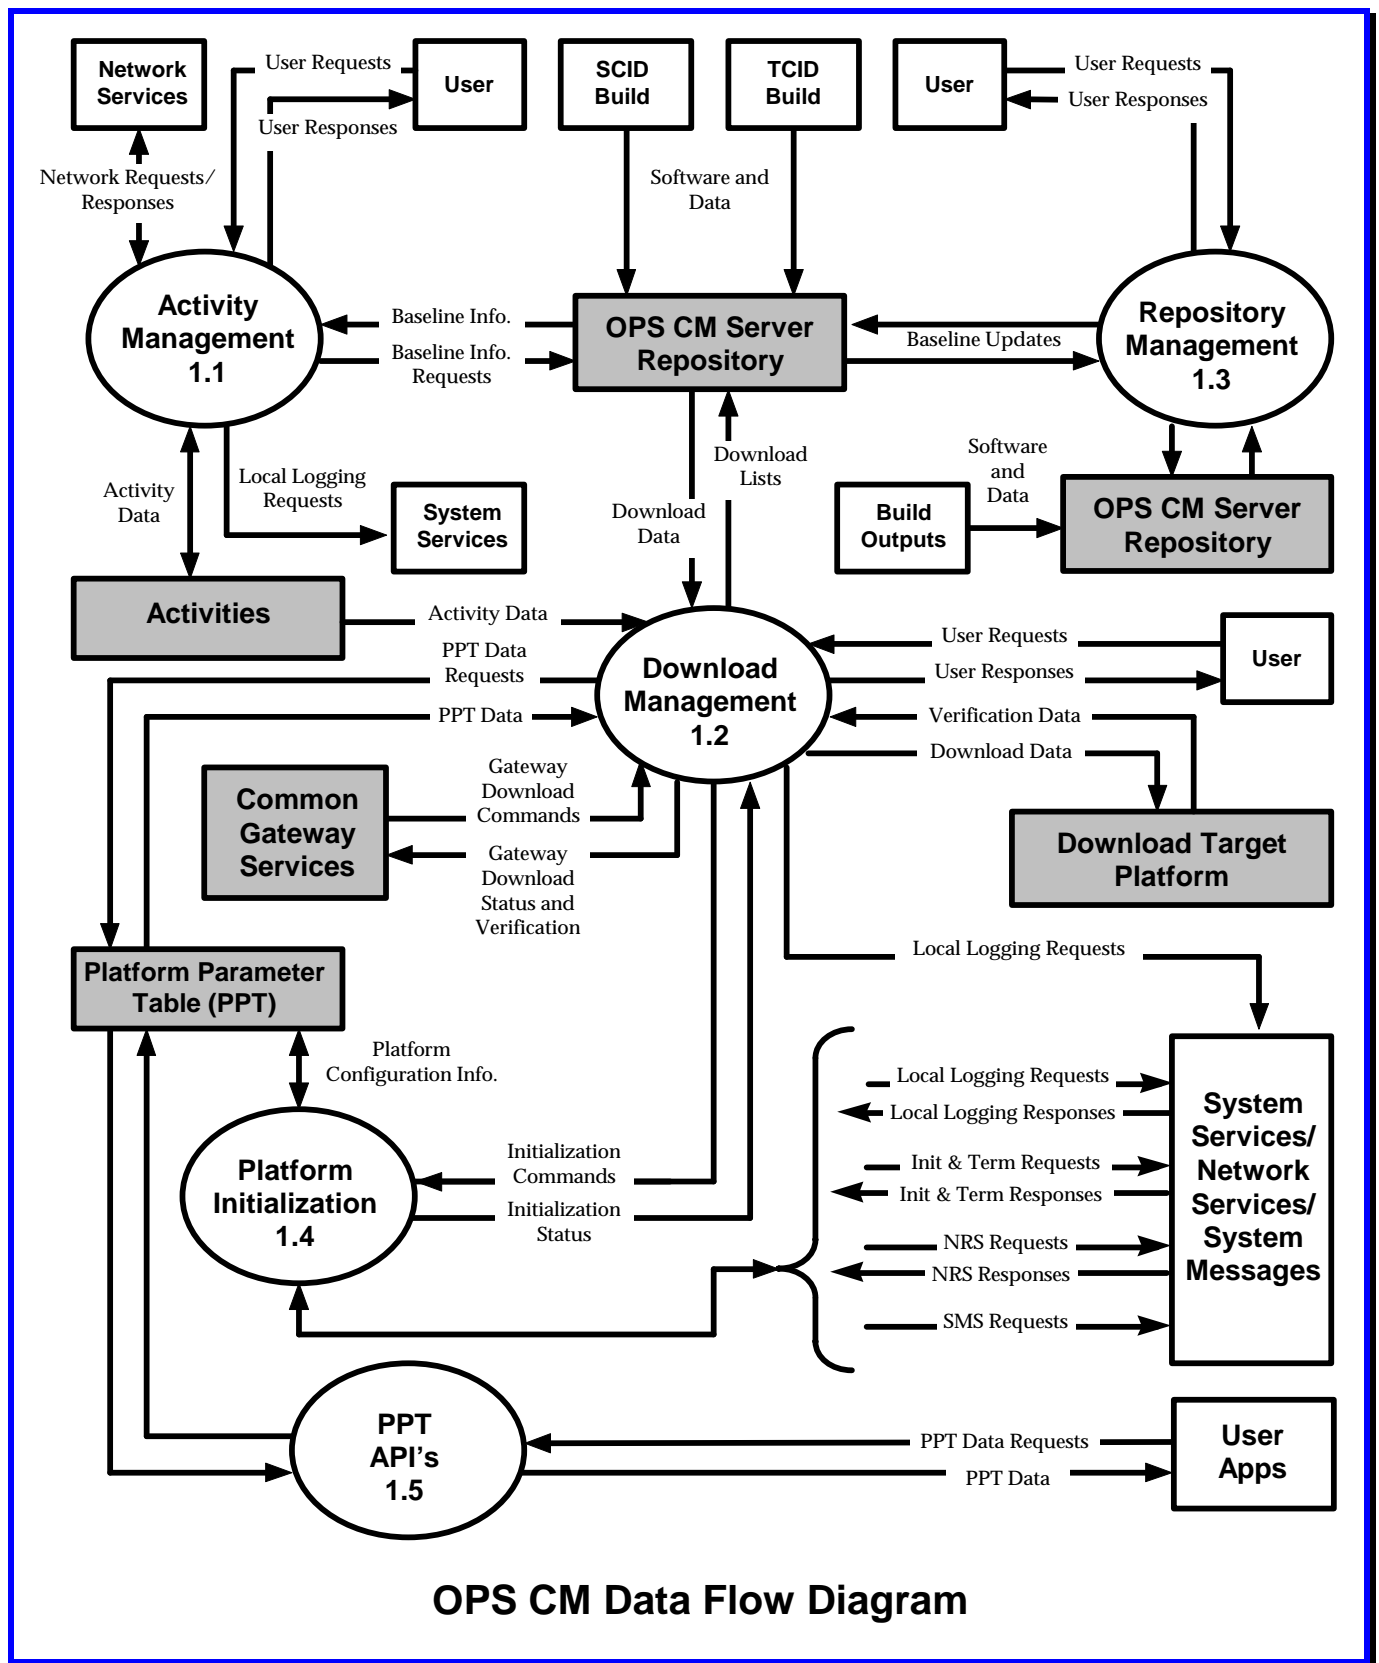 Network
Services
User Requests
User
User Responses
SCID
Build
TCID
Build
User
User Requests
User Responses
Network Requests/
Responses
Software and
Data
Activity
Management
1.1
Baseline Info.
Baseline Info.
Requests
OPS CM Server
Repository
Baseline Updates
Repository
Management
1.3
Activity
Data
Local Logging
Requests
System
Services
Download
Data
Download
Lists
Software
and
Data
Build
Outputs
OPS CM Server
Repository
Activities
Activity Data
PPT Data
Requests
PPT Data
Download
Management
1.2
User Requests
User Responses
User
Verification Data
Download Data
Common
Gateway
Services
Gateway
Download
Commands
Gateway
Download
Status and
Verification
Download Target
Platform
Local Logging Requests
Platform Parameter
Table (PPT)
Platform
Configuration Info.
Local Logging Requests
Local Logging Responses
Init & Term Requests
Init & Term Responses
NRS Requests
NRS Responses
SMS Requests
System
Services/
Network
Services/
System
Messages
Platform
Initialization
1.4
Initialization
Commands
Initialization
Status
PPT
API's
1.5
PPT Data Requests
PPT Data
User
Apps
OPS CM Data Flow Diagram